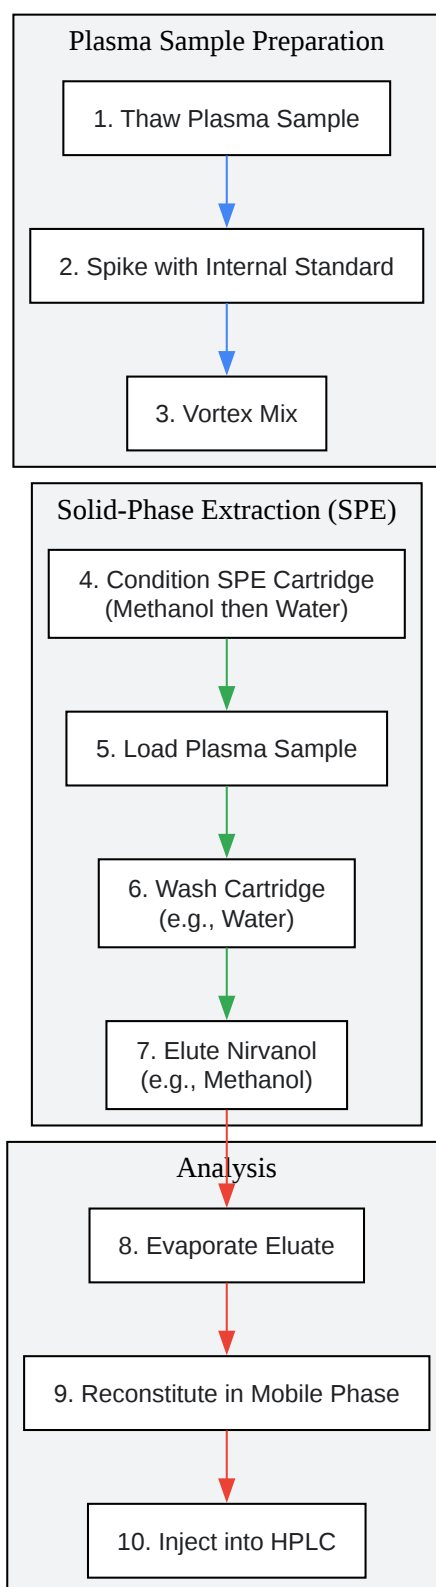 Plasma Sample Preparation
1. Thaw Plasma Sample
2. Spike with Internal Standard
3. Vortex Mix
Solid-Phase Extraction (SPE)
4. Condition SPE Cartridge
(Methanol then Water)
5. Load Plasma Sample
6. Wash Cartridge
(e.g., Water)
7. Elute Nirvanol
(e.g., Methanol)
Analysis
8. Evaporate Eluate
9. Reconstitute in Mobile Phase
10. Inject into HPLC